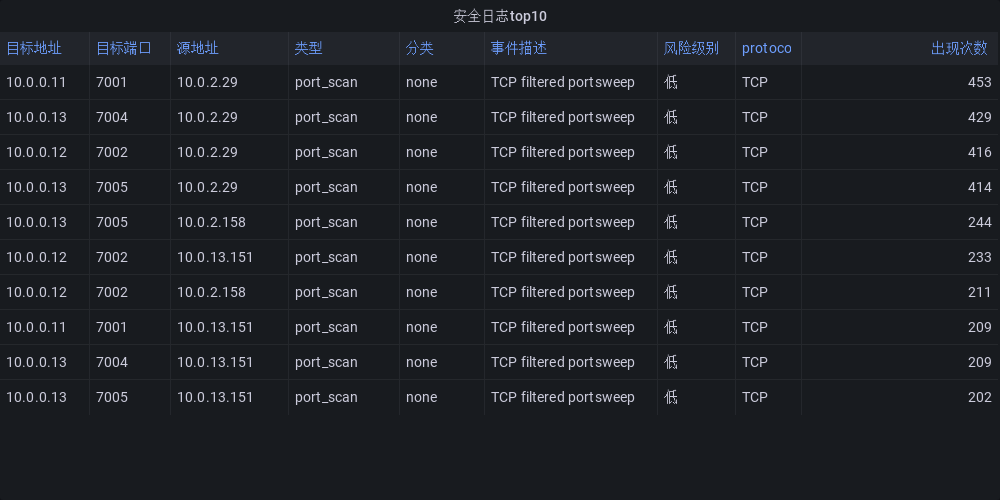 安全日志top10
目标地址 目标端口 源地址 类型 分类 事件描述 风险级别 protoco 出现次数
10.0.0.11 7001 10.0.2.29 port_scan none TCP filtered portsweep 低 TCP 453
10.0.0.13 7004 10.0.2.29 port_scan none TCP filtered portsweep 低 TCP 429
10.0.0.12 7002 10.0.2.29 port_scan none TCP filtered portsweep 低 TCP 416
10.0.0.13 7005 10.0.2.29 port_scan none TCP filtered portsweep 低 TCP 414
10.0.0.13 7005 10.0.2.158 port_scan none TCP filtered portsweep 低 TCP 244
10.0.0.12 7002 10.0.13.151 port_scan none TCP filtered portsweep 低 TCP 233
10.0.0.12 7002 10.0.2.158 port_scan none TCP filtered portsweep 低 TCP 211
10.0.0.11 7001 10.0.13.151 port_scan none TCP filtered portsweep 低 TCP 209
10.0.0.13 7004 10.0.13.151 port_scan none TCP filtered portsweep 低 TCP 209
10.0.0.13 7005 10.0.13.151 port_scan none TCP filtered portsweep 低 TCP 202